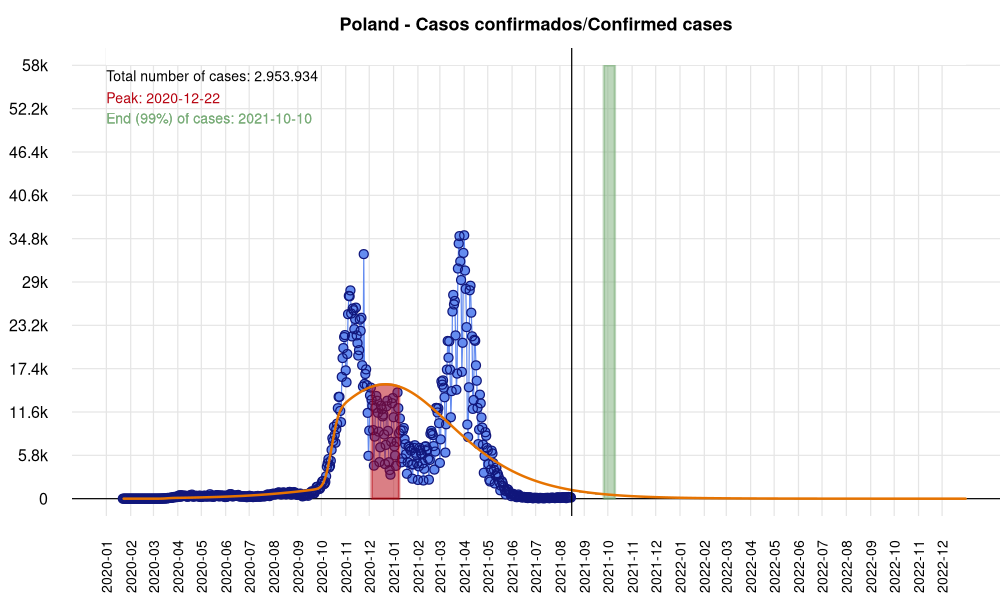 Poland - Casos confirmados/Confirmed cases
Total number of cases: 2.953.934
Peak: 2020-12-22
End (99%) of cases: 2021-10-10
58k
52.2k
46.4k
40.6k
34.8k
29k
23.2k
17.4k
11.6k
5.8k
0
2020-01
2020-02
2020-03
2020-04
2020-05
2020-06
2020-07
2020-08
2020-09
2020-10
2020-11
2020-12
2021-01
2021-02
2021-03
2021-04
2021-05
2021-06
2021-07
2021-08
2021-09
2021-10
2021-11
2021-12
2022-01
2022-02
2022-03
2022-04
2022-05
2022-06
2022-07
2022-08
2022-09
2022-10
2022-11
2022-12